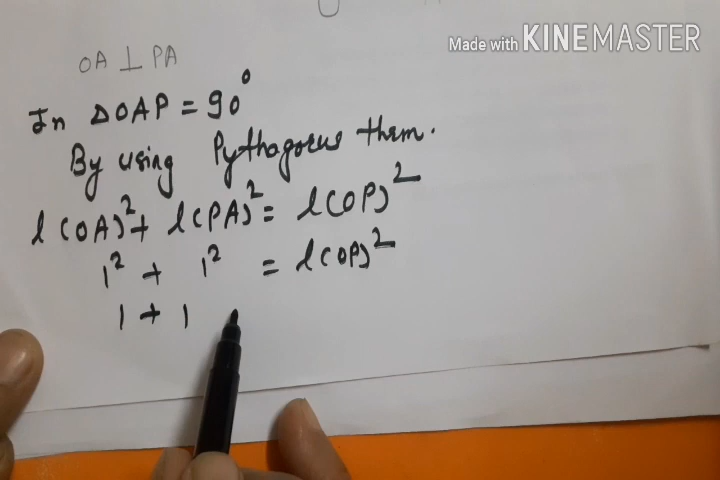 Made with KINEMASTER
OA ⊥ PA
In ΔOAP = 90°
By using Pythagorus thrm.
l(OA)² + l(PA)² = l(OP)²
1² + 1² = l(OP)²
1 + 1